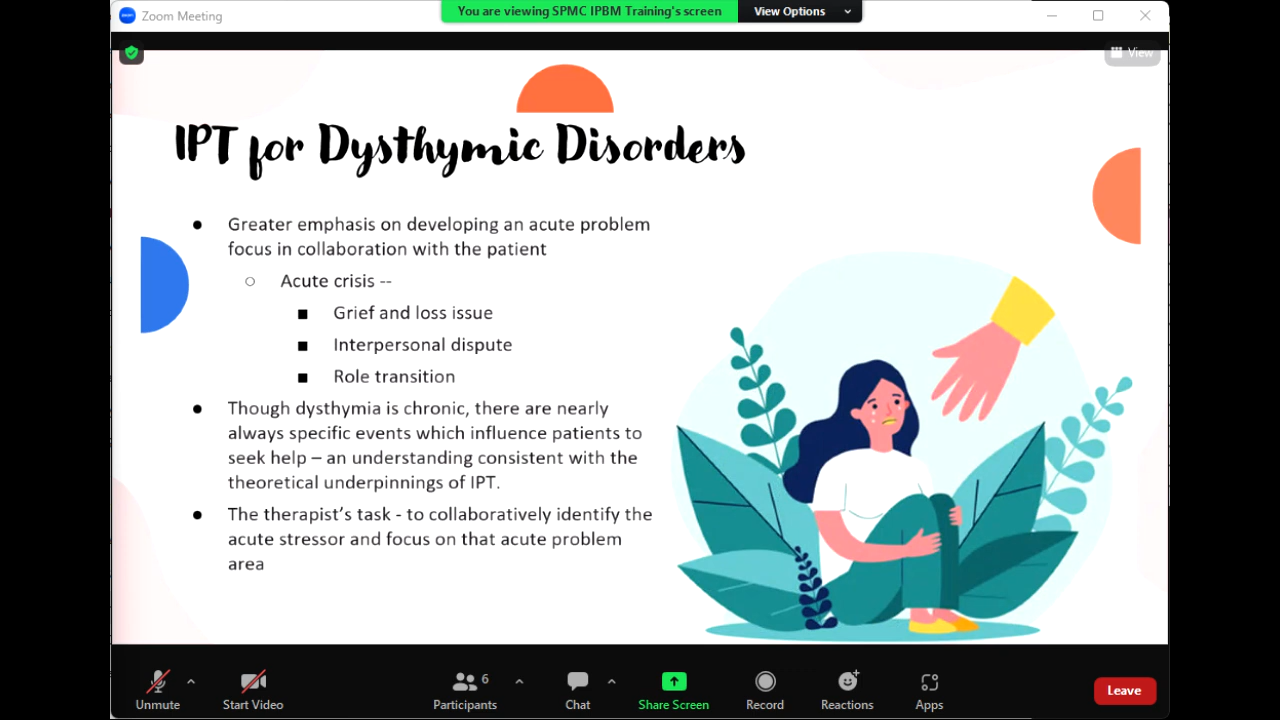 Zoom Meeting
You are viewing SPMC IPBM Training's screen
View Options
View
IPT for Dysthymic Disorders
● Greater emphasis on developing an acute problem
focus in collaboration with the patient
○ Acute crisis --
■ Grief and loss issue
■ Interpersonal dispute
■ Role transition
● Though dysthymia is chronic, there are nearly
always specific events which influence patients to
seek help – an understanding consistent with the
theoretical underpinnings of IPT.
● The therapist’s task - to collaboratively identify the
acute stressor and focus on that acute problem
area
Unmute
Start Video
Participants
6
Chat
Share Screen
Record
Reactions
Apps
Leave